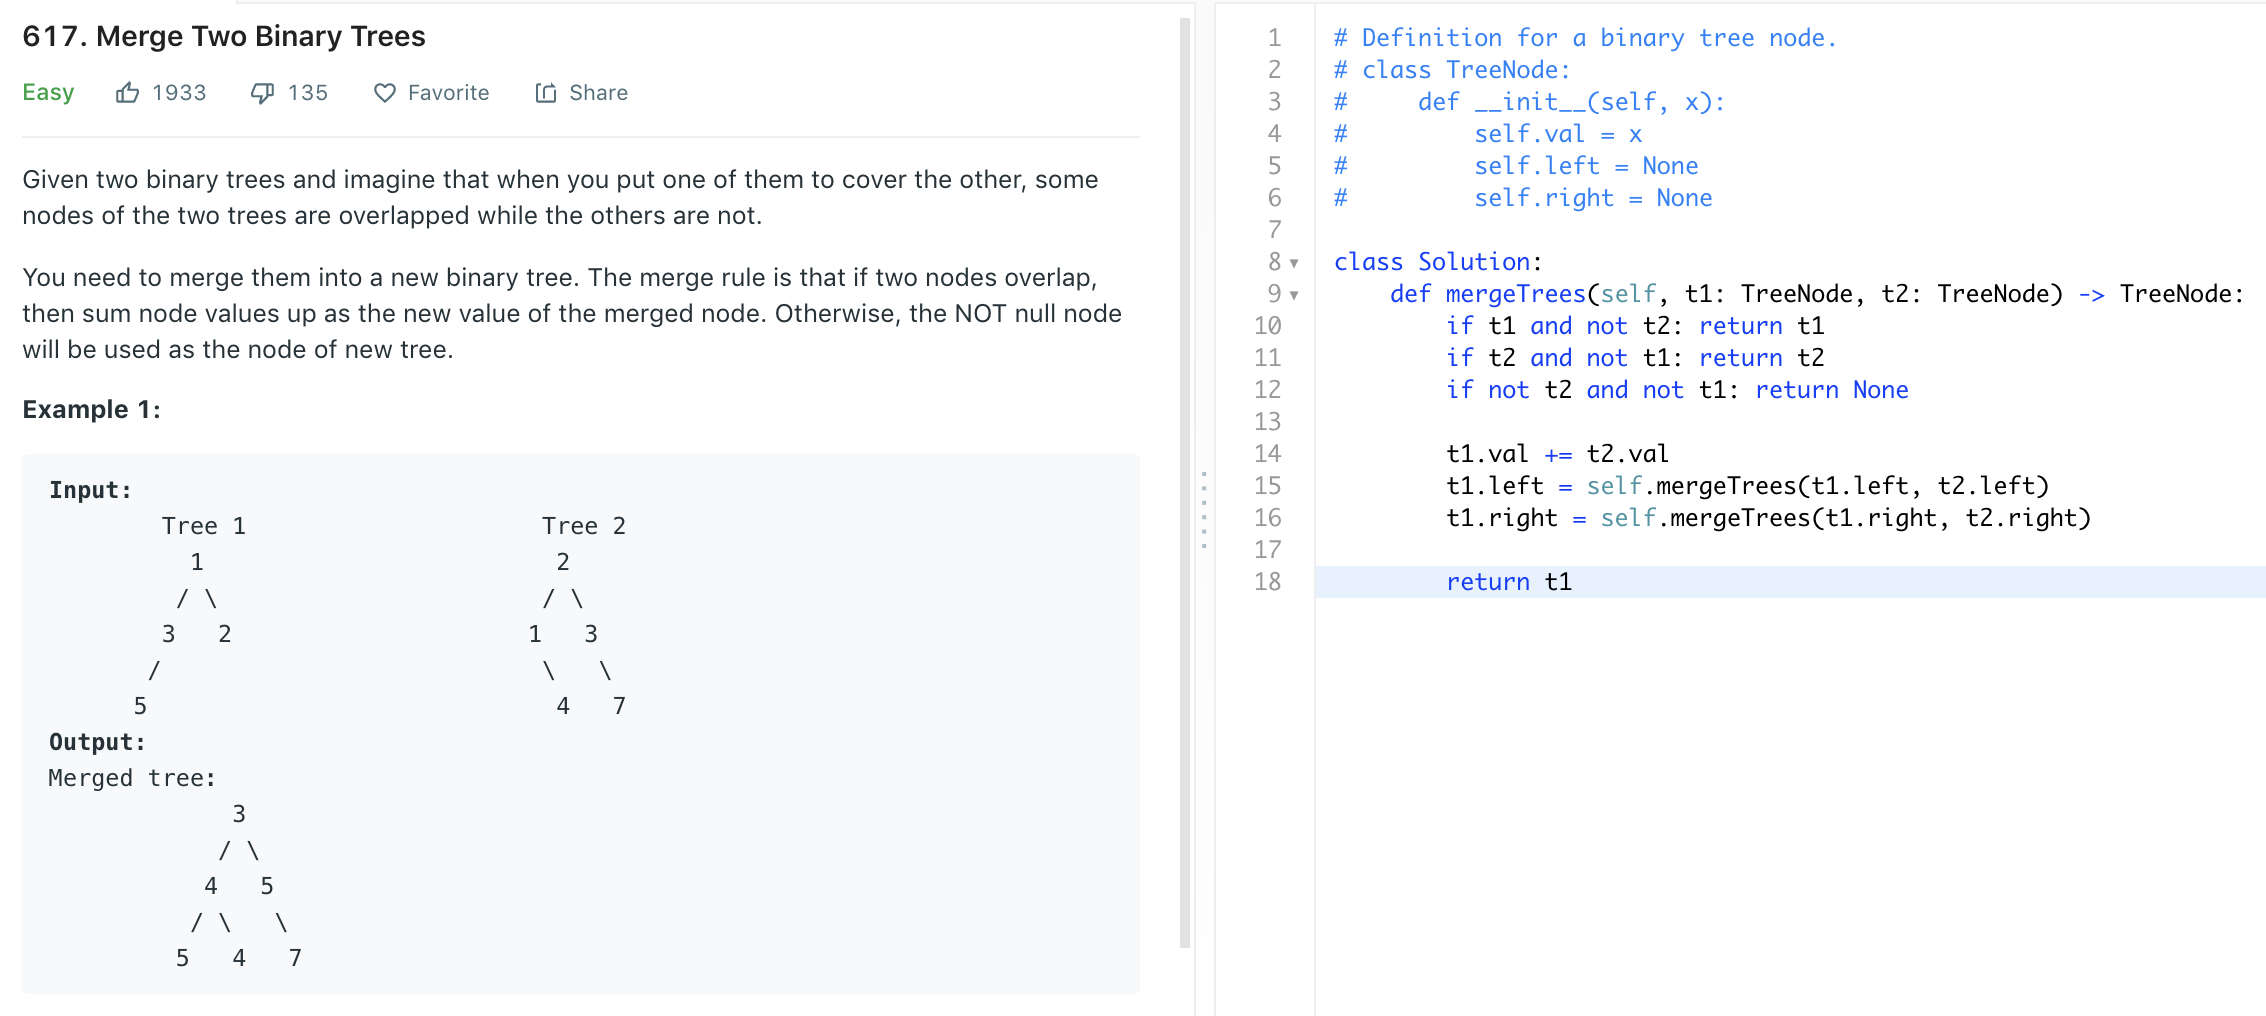 617. Merge Two Binary Trees
Easy 1933 135 Favorite Share
Given two binary trees and imagine that when you put one of them to cover the other, some
nodes of the two trees are overlapped while the others are not.
You need to merge them into a new binary tree. The merge rule is that if two nodes overlap,
then sum node values up as the new value of the merged node. Otherwise, the NOT null node
will be used as the node of new tree.
Example 1:
Input:
        Tree 1                     Tree 2
          1                         2
         / \                       / \
        3   2                     1   3
       /                           \   \
      5                             4   7
Output:
Merged tree:
             3
            / \
           4   5
          / \   \
         5   4   7
1 # Definition for a binary tree node.
2 # class TreeNode:
3 #     def __init__(self, x):
4 #         self.val = x
5 #         self.left = None
6 #         self.right = None
7
8 class Solution:
9     def mergeTrees(self, t1: TreeNode, t2: TreeNode) -> TreeNode:
10         if t1 and not t2: return t1
11         if t2 and not t1: return t2
12         if not t2 and not t1: return None
13
14         t1.val += t2.val
15         t1.left = self.mergeTrees(t1.left, t2.left)
16         t1.right = self.mergeTrees(t1.right, t2.right)
17
18         return t1